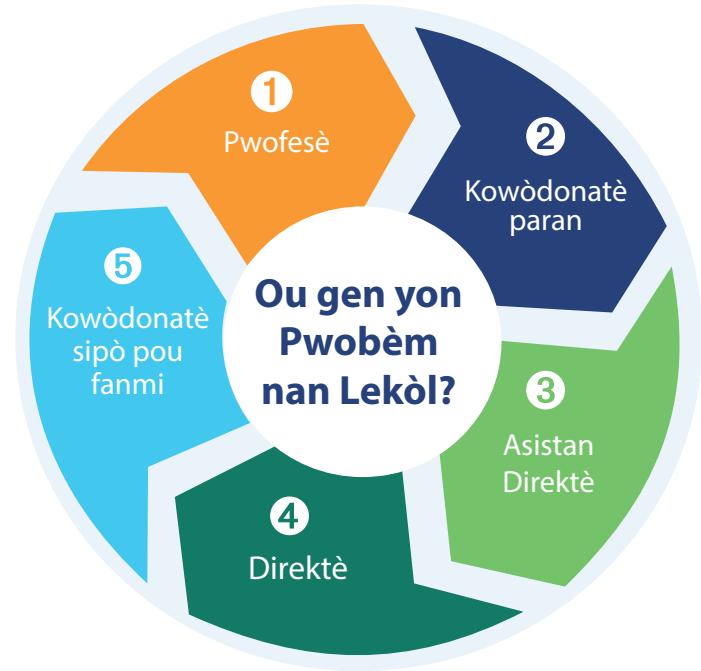 Ou gen yon
Pwobèm
nan Lekòl?
1
Pwofesè
2
Kowòdonatè
paran
3
Asistan
Direktè
4
Direktè
5
Kowòdonatè
sipò pou
fanmi